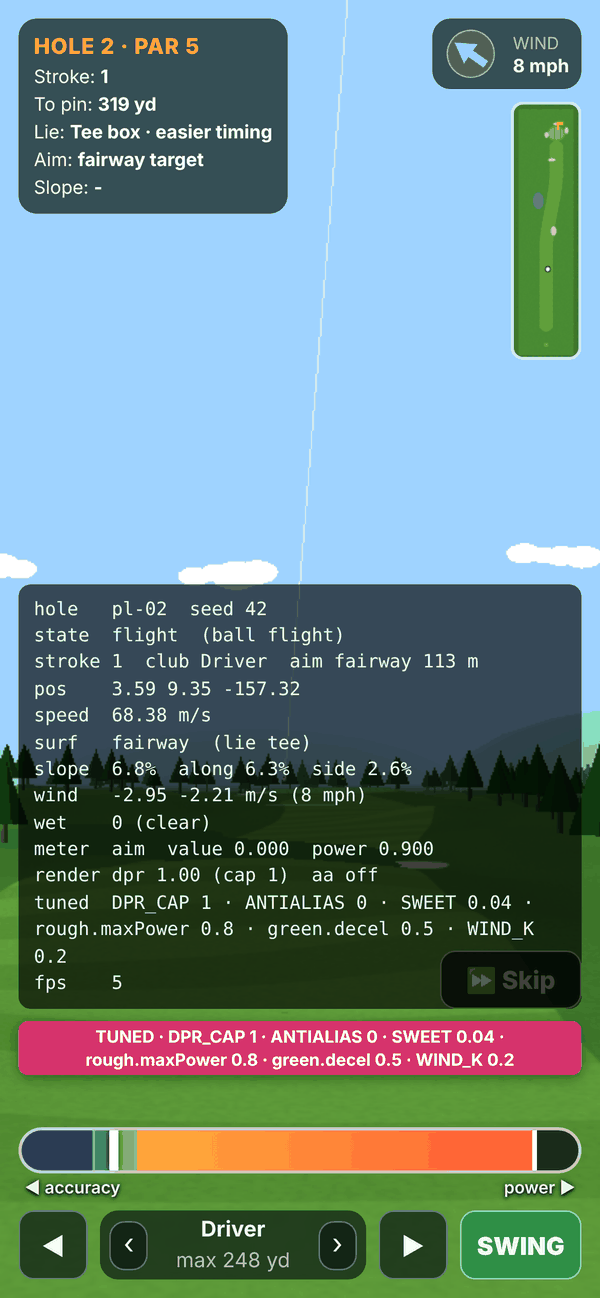 HOLE 2 · PAR 5
Stroke: 1
To pin: 319 yd
Lie: Tee box · easier timing
Aim: fairway target
Slope: -
WIND
8 mph
hole pl-02 seed 42
state flight (ball flight)
stroke 1 club Driver aim fairway 113 m
pos 3.59 9.35 -157.32
speed 68.38 m/s
surf fairway (lie tee)
slope 6.8% along 6.3% side 2.6%
wind -2.95 -2.21 m/s (8 mph)
wet 0 (clear)
meter aim value 0.000 power 0.900
render dpr 1.00 (cap 1) aa off
tuned DPR_CAP 1 · ANTIALIAS 0 · SWEET 0.04 ·
rough.maxPower 0.8 · green.decel 0.5 · WIND_K
0.2
fps 5
⏩ Skip
TUNED · DPR_CAP 1 · ANTIALIAS 0 · SWEET 0.04 ·
rough.maxPower 0.8 · green.decel 0.5 · WIND_K 0.2
◀ accuracy
power ▶
◀ ‹ Driver › ▶
max 248 yd
SWING